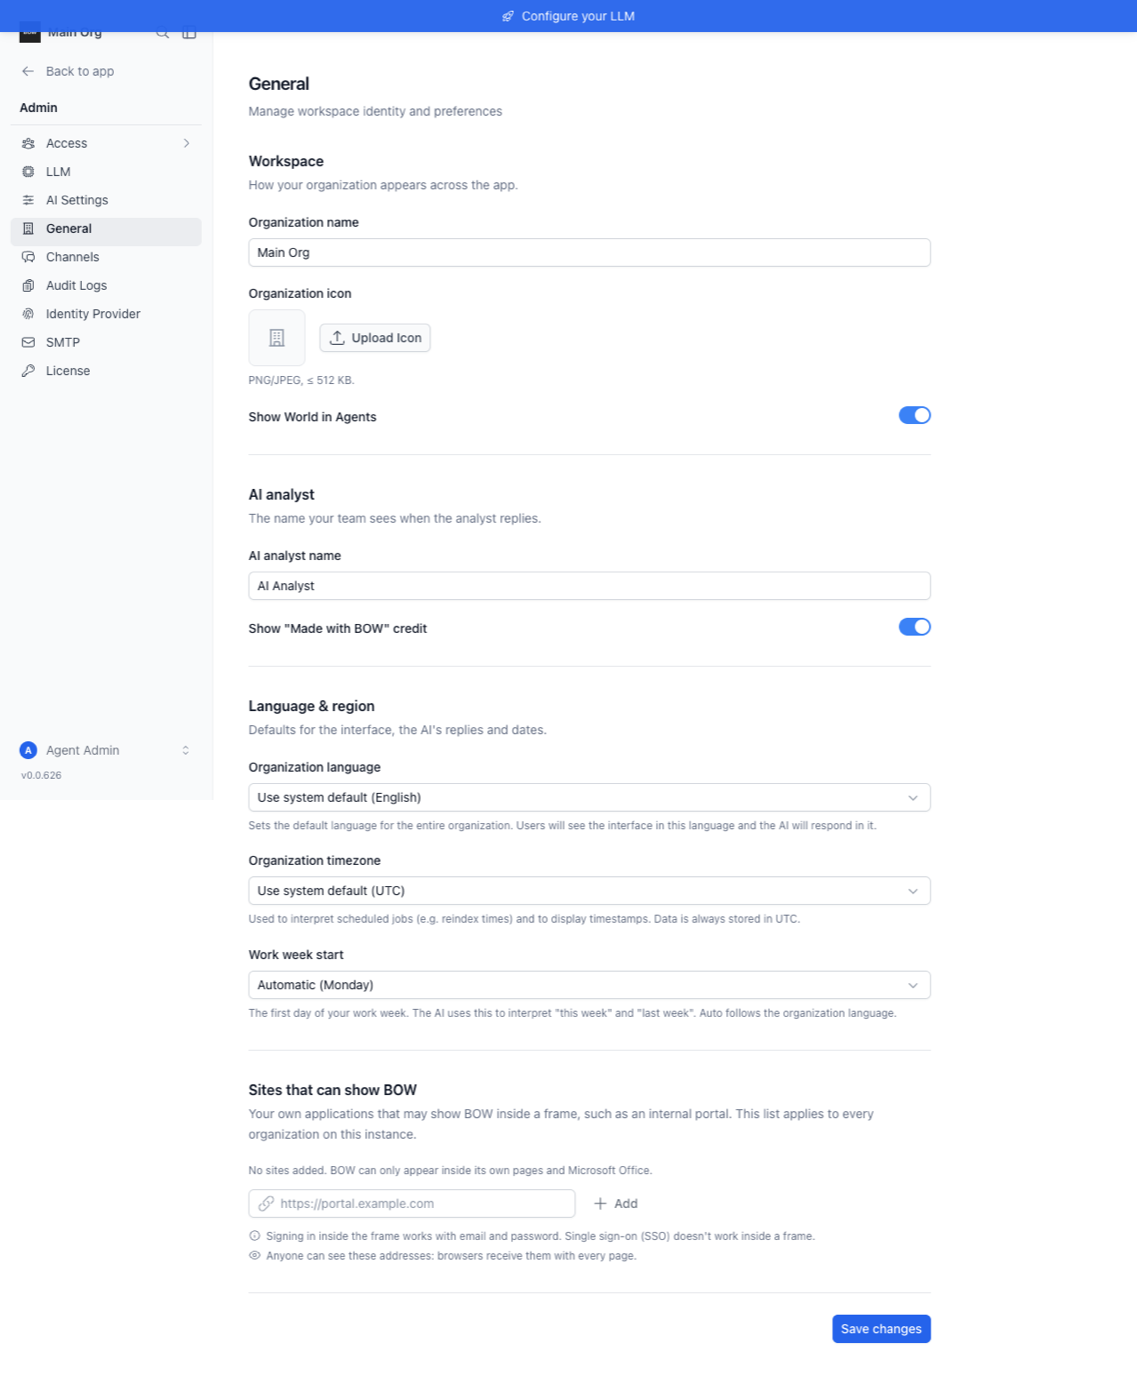 Configure your LLM
Main Org
Back to app
Admin
Access
LLM
AI Settings
General
Channels
Audit Logs
Identity Provider
SMTP
License
A Agent Admin
v0.0.626
General
Manage workspace identity and preferences
Workspace
How your organization appears across the app.
Organization name
Main Org
Organization icon
Upload Icon
PNG/JPEG, ≤ 512 KB.
Show World in Agents
AI analyst
The name your team sees when the analyst replies.
AI analyst name
AI Analyst
Show "Made with BOW" credit
Language & region
Defaults for the interface, the AI's replies and dates.
Organization language
Use system default (English)
Sets the default language for the entire organization. Users will see the interface in this language and the AI will respond in it.
Organization timezone
Use system default (UTC)
Used to interpret scheduled jobs (e.g. reindex times) and to display timestamps. Data is always stored in UTC.
Work week start
Automatic (Monday)
The first day of your work week. The AI uses this to interpret "this week" and "last week". Auto follows the organization language.
Sites that can show BOW
Your own applications that may show BOW inside a frame, such as an internal portal. This list applies to every
organization on this instance.
No sites added. BOW can only appear inside its own pages and Microsoft Office.
https://portal.example.com
Add
Signing in inside the frame works with email and password. Single sign-on (SSO) doesn't work inside a frame.
Anyone can see these addresses: browsers receive them with every page.
Save changes